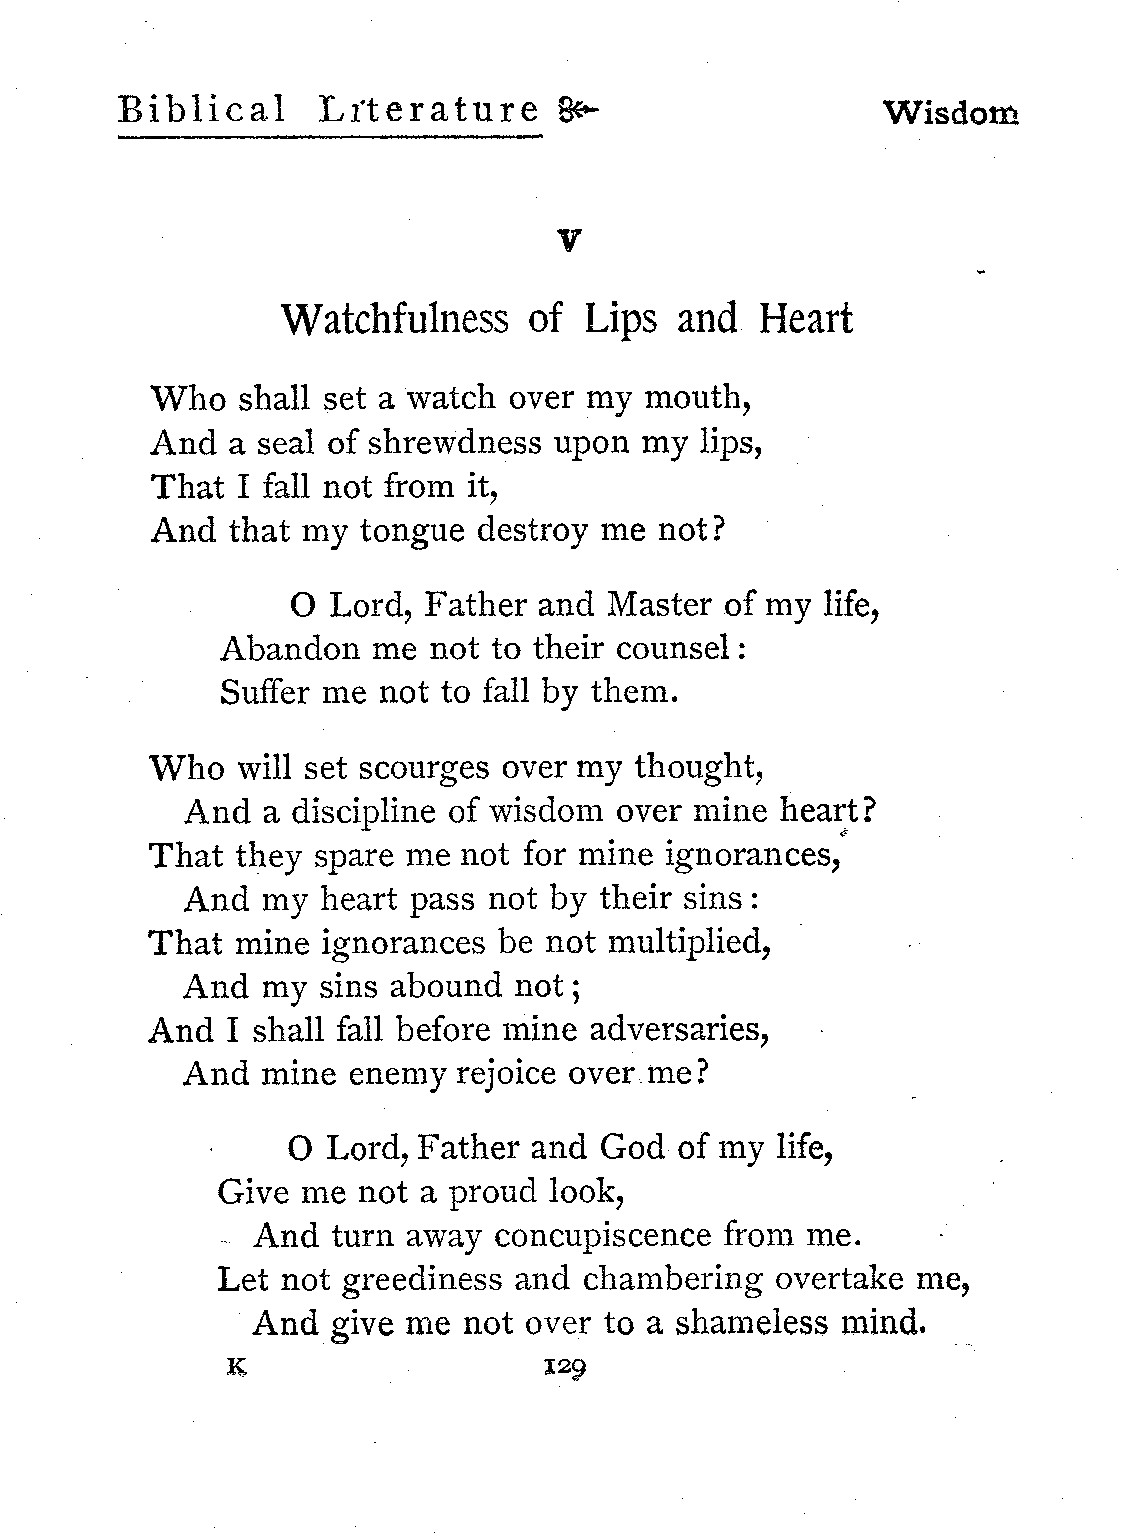 Biblical Literature Wisdom
V
Watchfulness of Lips and Heart
Who shall set a watch over my mouth,
And a seal of shrewdness upon my lips,
That I fall not from it,
And that my tongue destroy me not?
O Lord, Father and Master of my life,
Abandon me not to their counsel:
Suffer me not to fall by them.
Who will set scourges over my thought,
And a discipline of wisdom over mine heart?
That they spare me not for mine ignorances,
And my heart pass not by their sins:
That mine ignorances be not multiplied,
And my sins abound not;
And I shall fall before mine adversaries,
And mine enemy rejoice over me?
O Lord, Father and God of my life,
Give me not a proud look,
And turn away concupiscence from me.
Let not greediness and chambering overtake me,
And give me not over to a shameless mind.
K 129